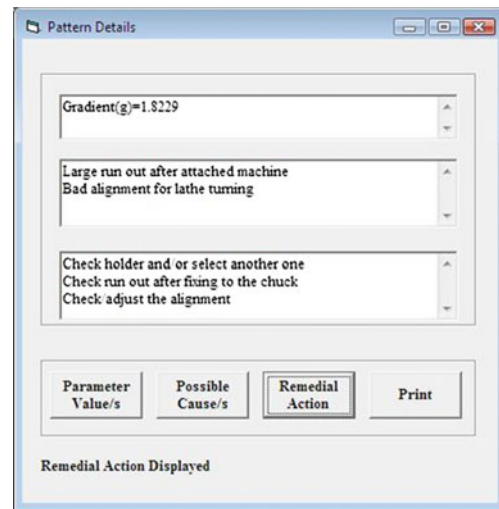 Pattern Details
Gradient(g)=1.8229
Large run out after attached machine
Bad alignment for lathe turning
Check holder and/or select another one
Check run out after fixing to the chuck
Check/adjust the alignment
Parameter
Value/s
Possible
Cause/s
Remedial
Action
Print
Remedial Action Displayed